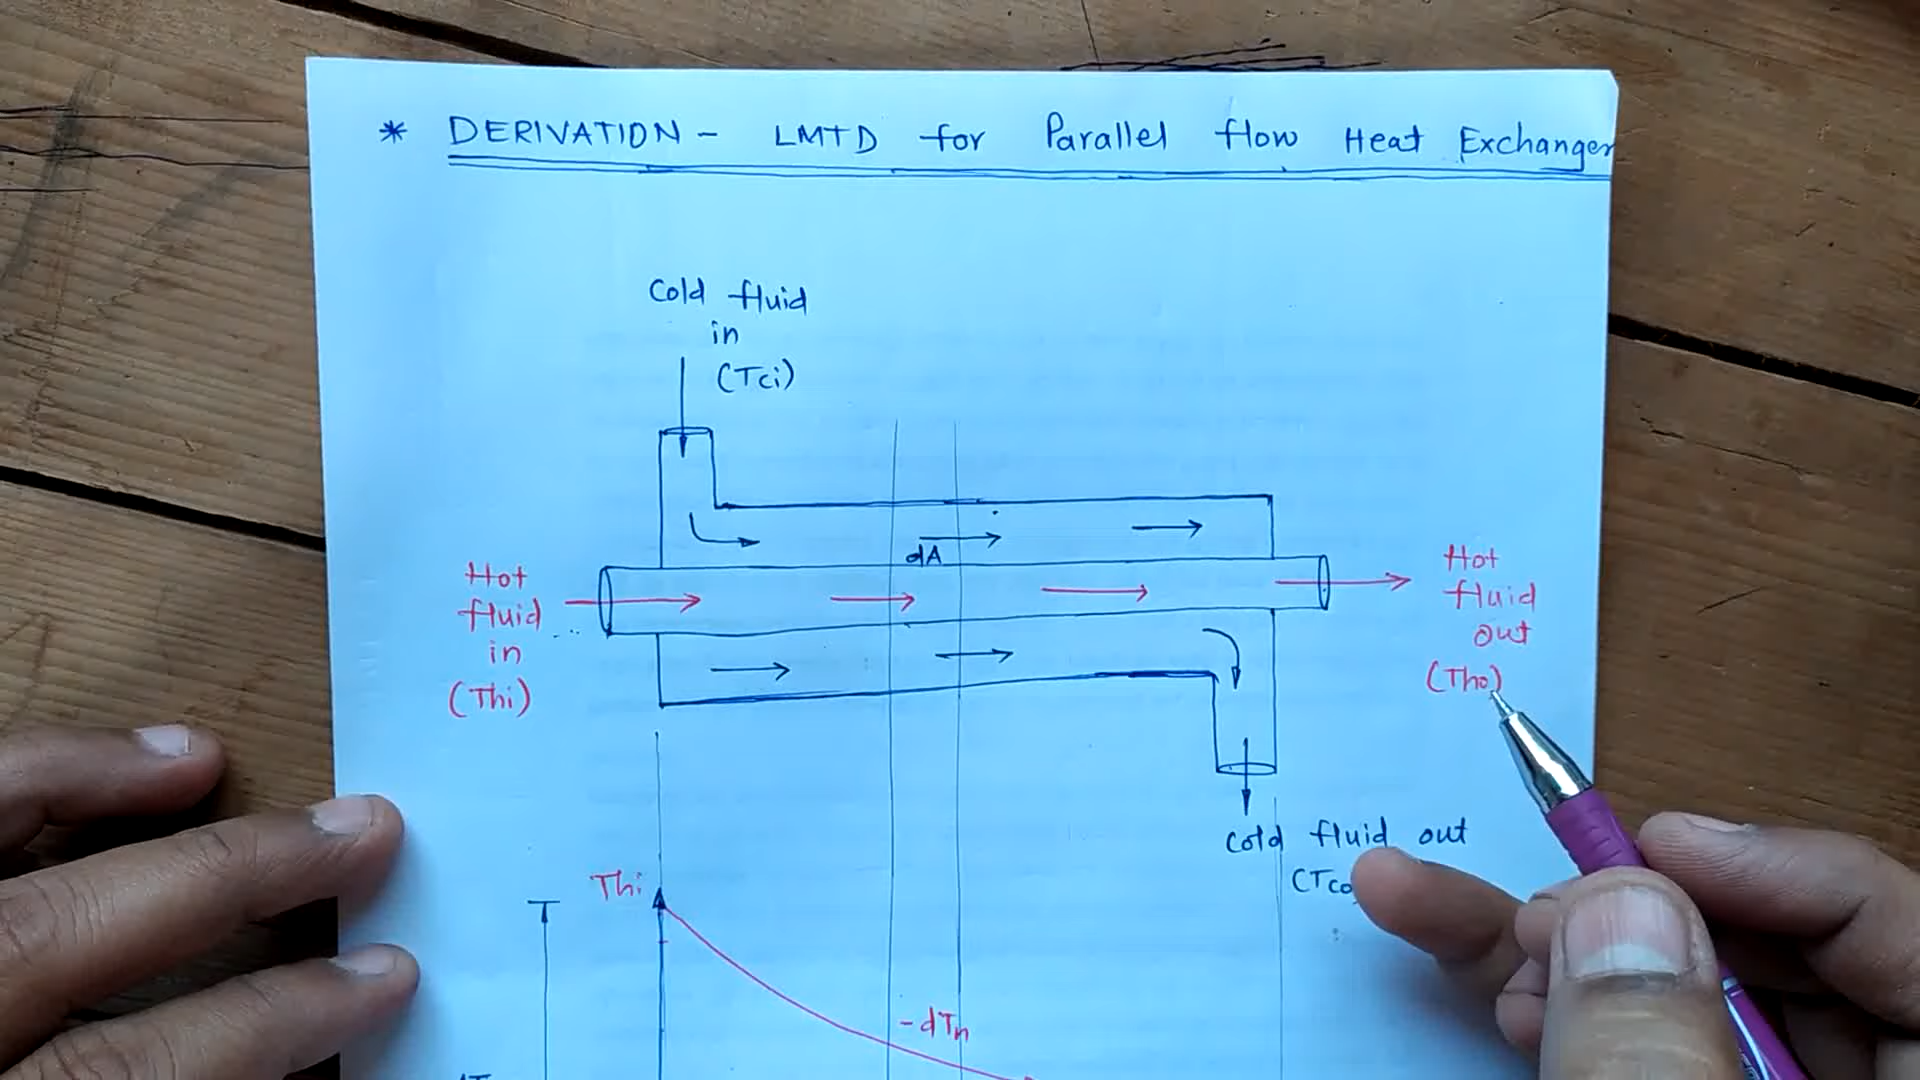 * DERIVATION - LMTD for Parallel flow Heat Exchanger
Cold fluid
in
(Tci)
dA
Hot
fluid
in
(Thi)
Hot
fluid
out
(Tho)
Cold fluid out
(Tco
Thi
-dTh